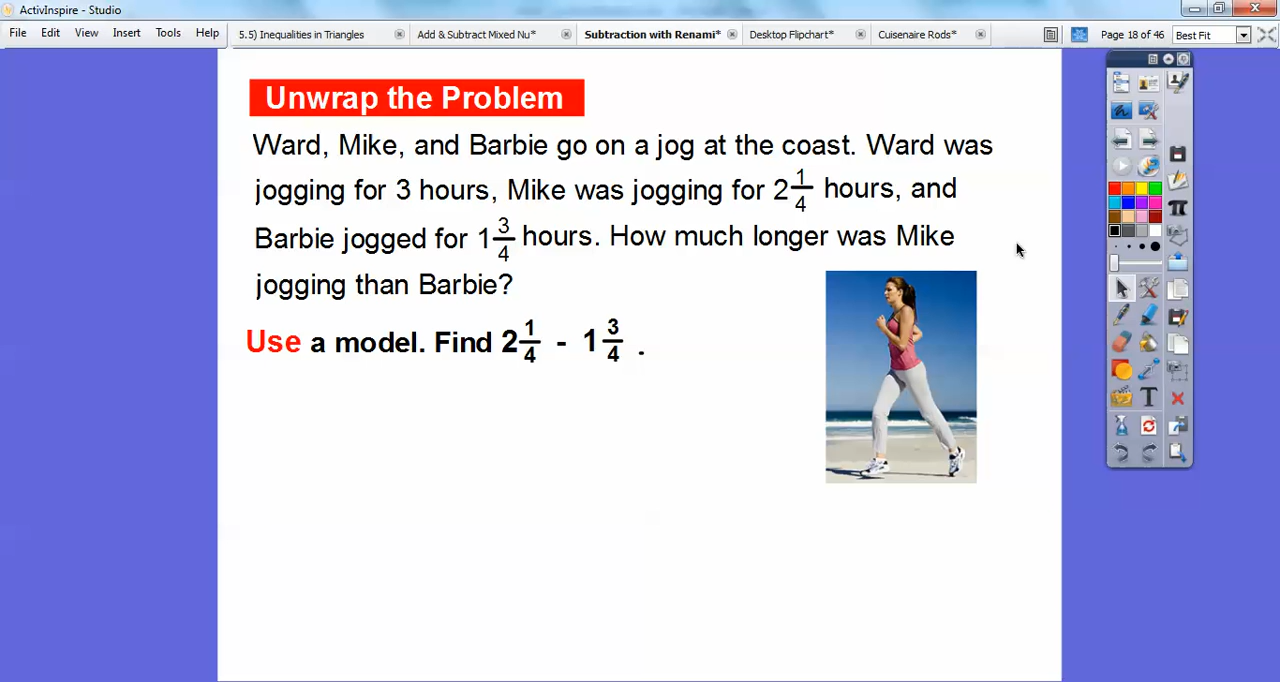 ActivInspire - Studio
File Edit View Insert Tools Help 5.5) Inequalities in Triangles Add & Subtract Mixed Nu* Subtraction with Renami* Desktop Flipchart* Cuisenaire Rods* Page 18 of 46 Best Fit
Unwrap the Problem
Ward, Mike, and Barbie go on a jog at the coast. Ward was
jogging for 3 hours, Mike was jogging for 2 1/4 hours, and
Barbie jogged for 1 3/4 hours. How much longer was Mike
jogging than Barbie?
Use a model. Find 2 1/4 - 1 3/4 .